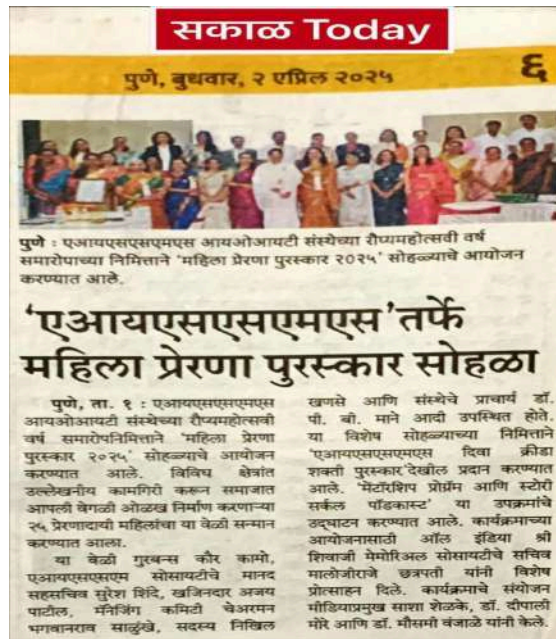 सकाळ Today
पुणे, बुधवार, २ एप्रिल २०२५
६
पुणे : एआयएसएसएमएस आयओआयटी संस्थेच्या रौप्यमहोत्सवी वर्ष
समारोपाच्या निमित्ताने 'महिला प्रेरणा पुरस्कार २०२५' सोहळ्याचे आयोजन
करण्यात आले.
'एआयएसएसएमएस'तर्फे
महिला प्रेरणा पुरस्कार सोहळा
पुणे, ता. १ : एआयएसएसएमएस
आयओआयटी संस्थेच्या रौप्यमहोत्सवी
वर्ष समारोपनिमित्ताने 'महिला प्रेरणा
पुरस्कार २०२५' सोहळ्याचे आयोजन
करण्यात आले. विविध क्षेत्रांत
उल्लेखनीय कामगिरी करून समाजात
आपली वेगळी ओळख निर्माण करणाऱ्या
२५ प्रेरणादायी महिलांचा या वेळी सन्मान
करण्यात आला.
या वेळी गुरबन्स कौर कामो,
एआयएसएसएम सोसायटीचे मानद
सहसचिव सुरेश शिंदे, खजिनदार अजय
पाटील, मॅनेजिंग कमिटी चेअरमन
भगवानराव साळुंखे, सदस्य निखिल
खणसे आणि संस्थेचे प्राचार्य डॉ.
पी. बी. माने आदी उपस्थित होते.
या विशेष सोहळ्याच्या निमित्ताने
'एआयएसएसएमएस दिवा क्रीडा
शक्ती पुरस्कार'देखील प्रदान करण्यात
आले. 'मेंटॉरशिप प्रोग्रॅम आणि स्टोरी
सर्कल पॉडकास्ट' या उपक्रमांचे
उद्‌घाटन करण्यात आले. कार्यक्रमाच्या
आयोजनासाठी ऑल इंडिया श्री
शिवाजी मेमोरिअल सोसायटीचे सचिव
मालोजीराजे छत्रपती यांनी विशेष
प्रोत्साहन दिले. कार्यक्रमाचे संयोजन
मीडियाप्रमुख साशा शेळके, डॉ. दीपाली
मोरे आणि डॉ. मौसमी वंजाळे यांनी केले.